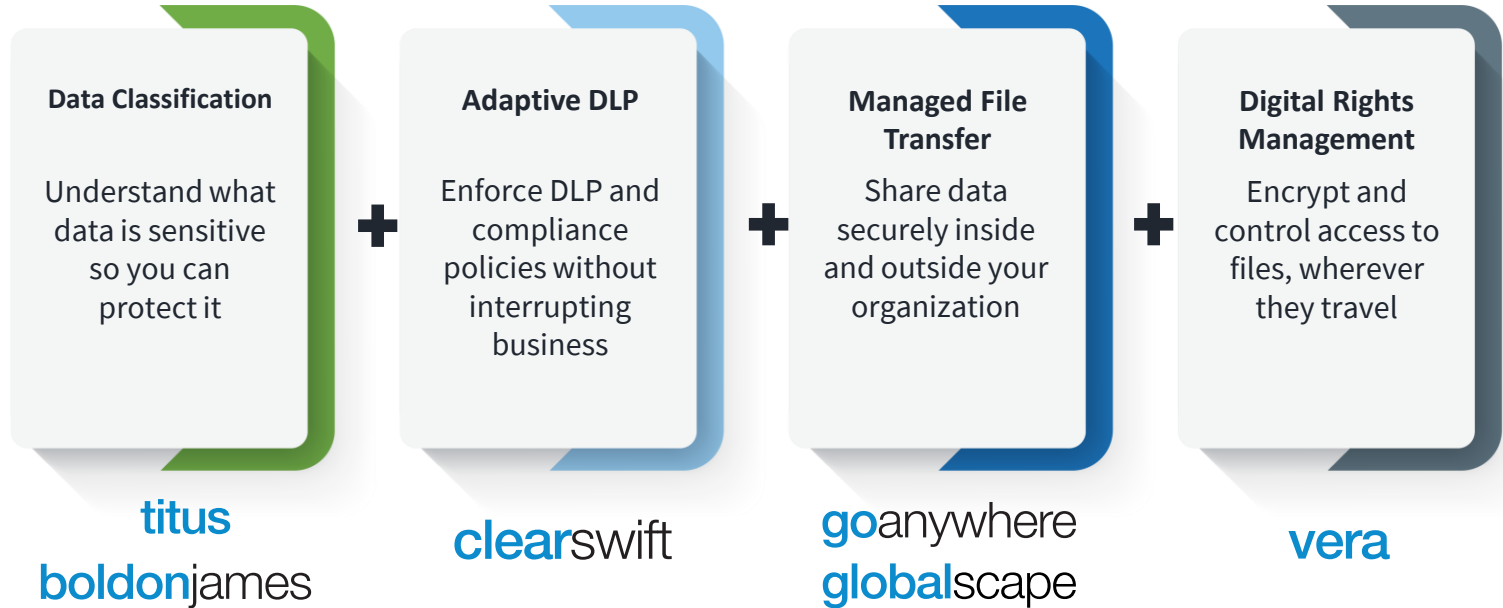 Data Classification
Understand what
data is sensitive
so you can
protect it
titus
boldonjames
+
Adaptive DLP
Enforce DLP and
compliance
policies without
interrupting
business
clearswift
+
Managed File
Transfer
Share data
securely inside
and outside your
organization
goanywhere
globalscape
+
Digital Rights
Management
Encrypt and
control access to
files, wherever
they travel
vera